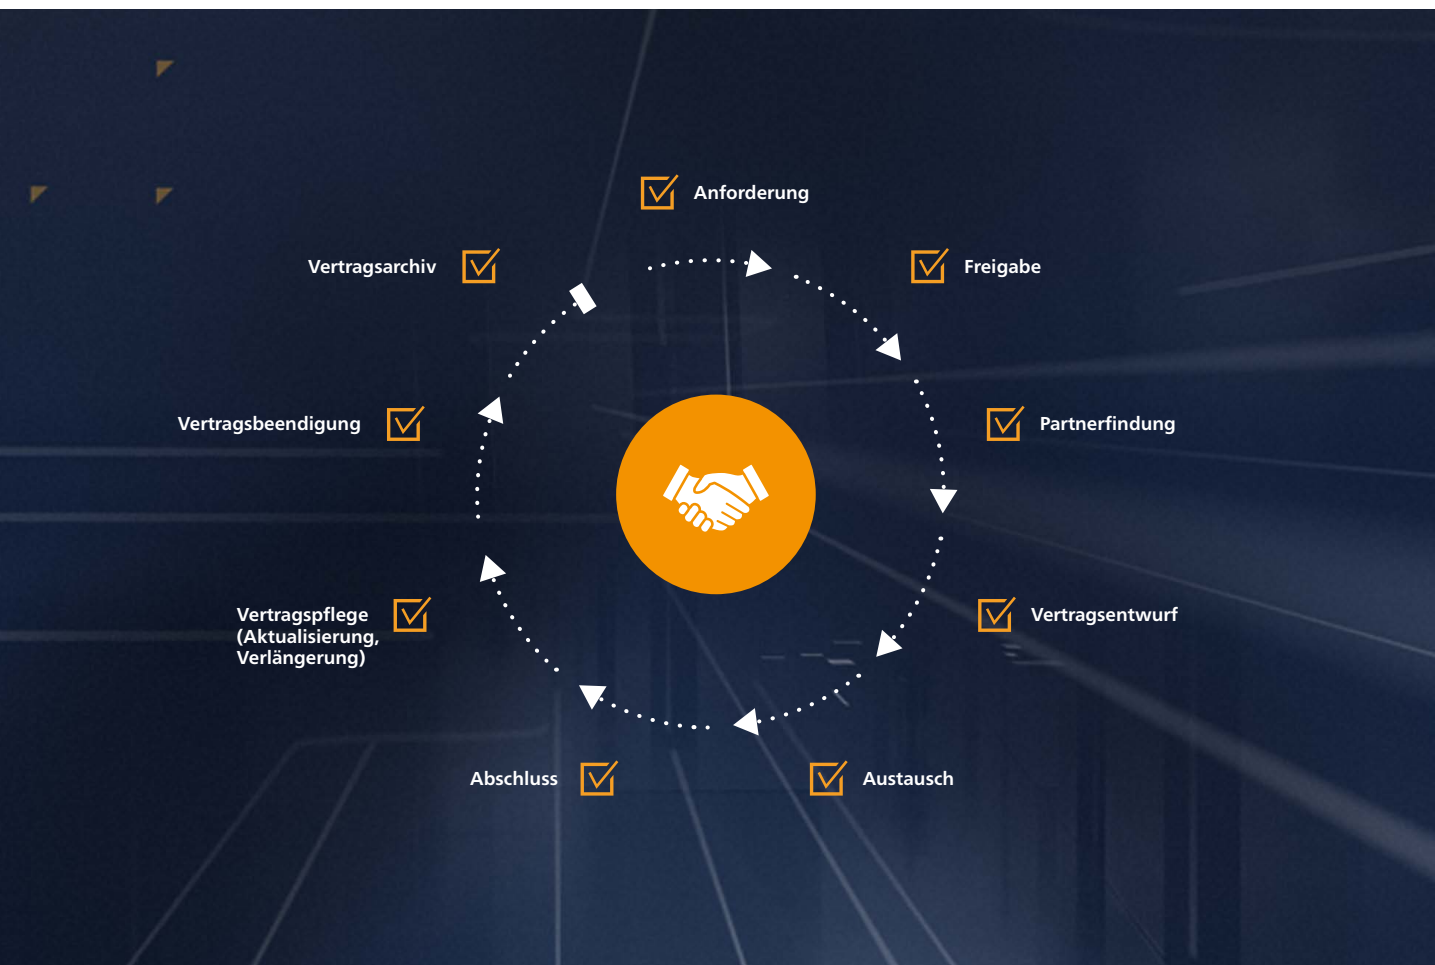 Anforderung
Freigabe
Partnerfindung
Vertragsentwurf
Austausch
Abschluss
Vertragspflege
(Aktualisierung,
Verlängerung)
Vertragsbeendigung
Vertragsarchiv